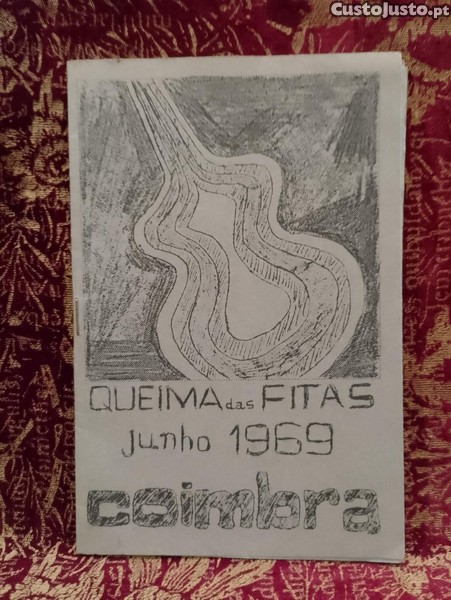 CustoJusto.pt
QUEIMA das FITAS
junho 1969
coimbra